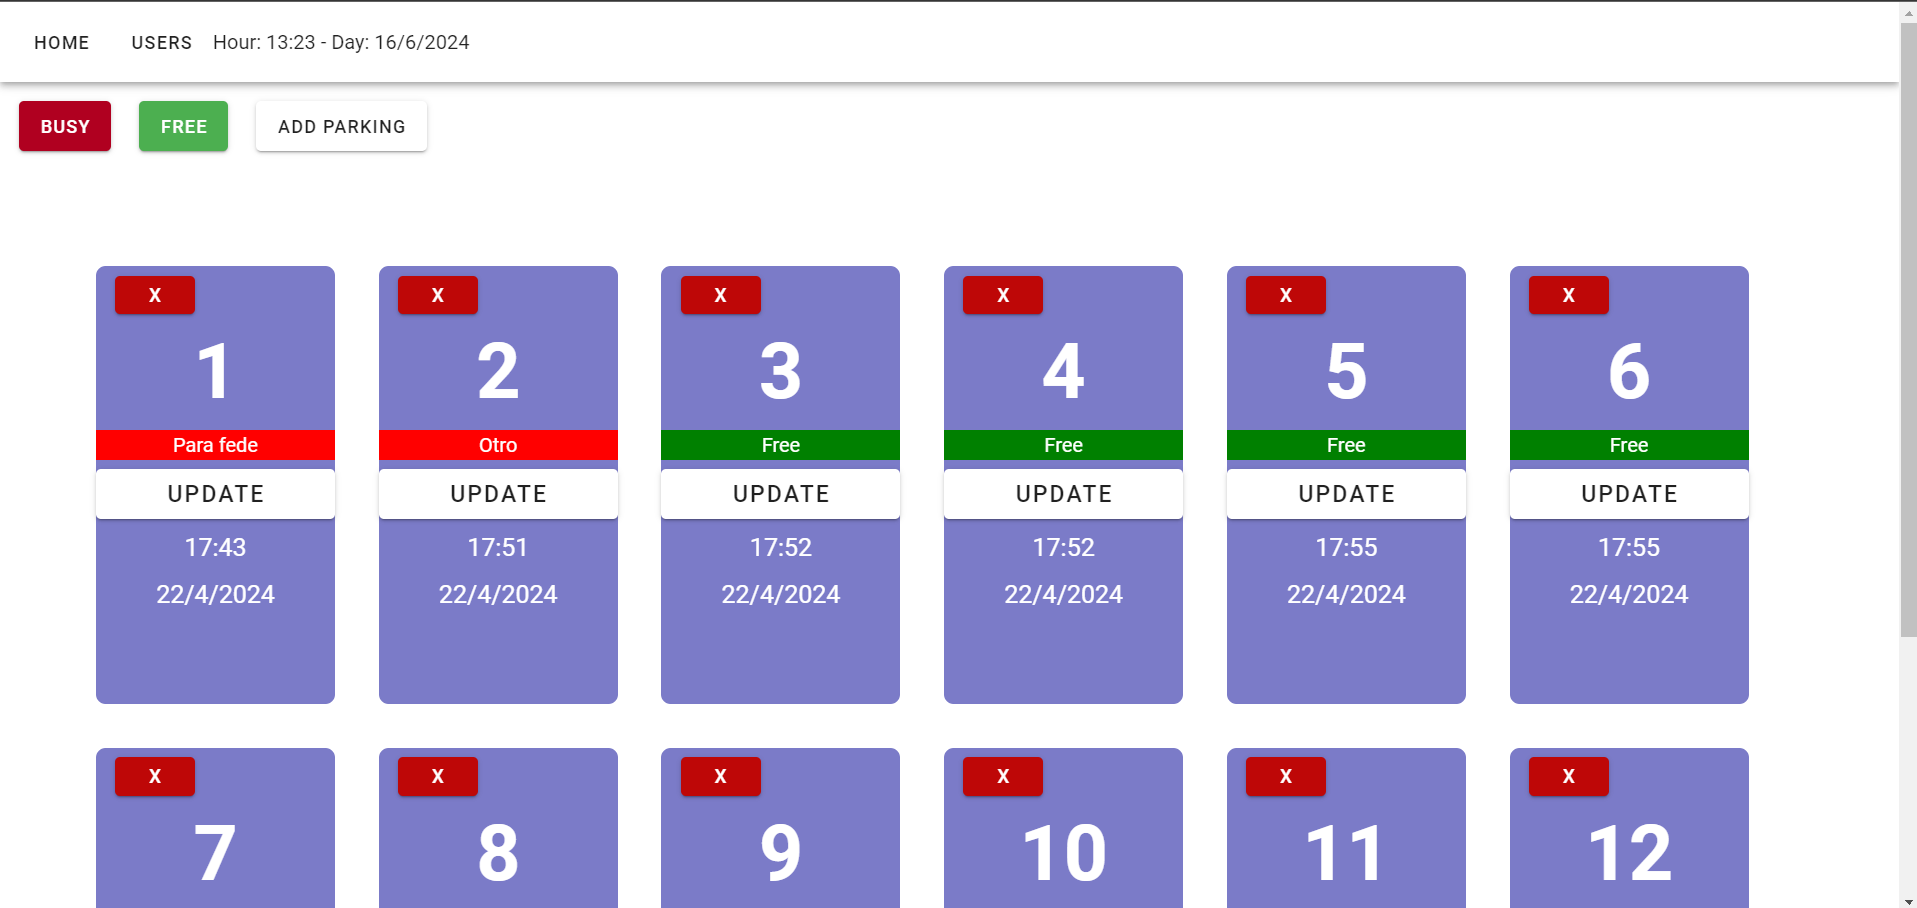 HOME USERS Hour: 13:23 - Day: 16/6/2024
BUSY FREE ADD PARKING
X X X X X X
1 2 3 4 5 6
Para fede Otro Free Free Free Free
UPDATE UPDATE UPDATE UPDATE UPDATE UPDATE
17:43 17:51 17:52 17:52 17:55 17:55
22/4/2024 22/4/2024 22/4/2024 22/4/2024 22/4/2024 22/4/2024
X X X X X X
7 8 9 10 11 12